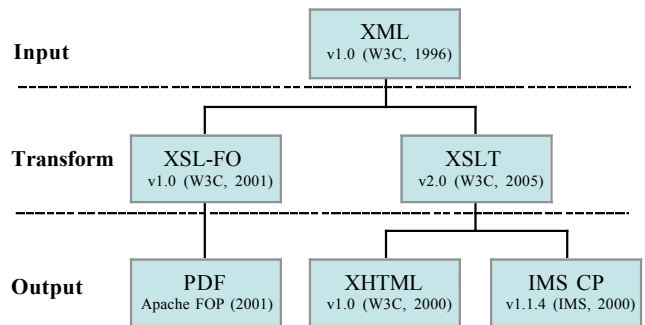 Input
XML
v1.0 (W3C, 1996)
Transform
XSL-FO
v1.0 (W3C, 2001)
XSLT
v2.0 (W3C, 2005)
Output
PDF
Apache FOP (2001)
XHTML
v1.0 (W3C, 2000)
IMS CP
v1.1.4 (IMS, 2000)